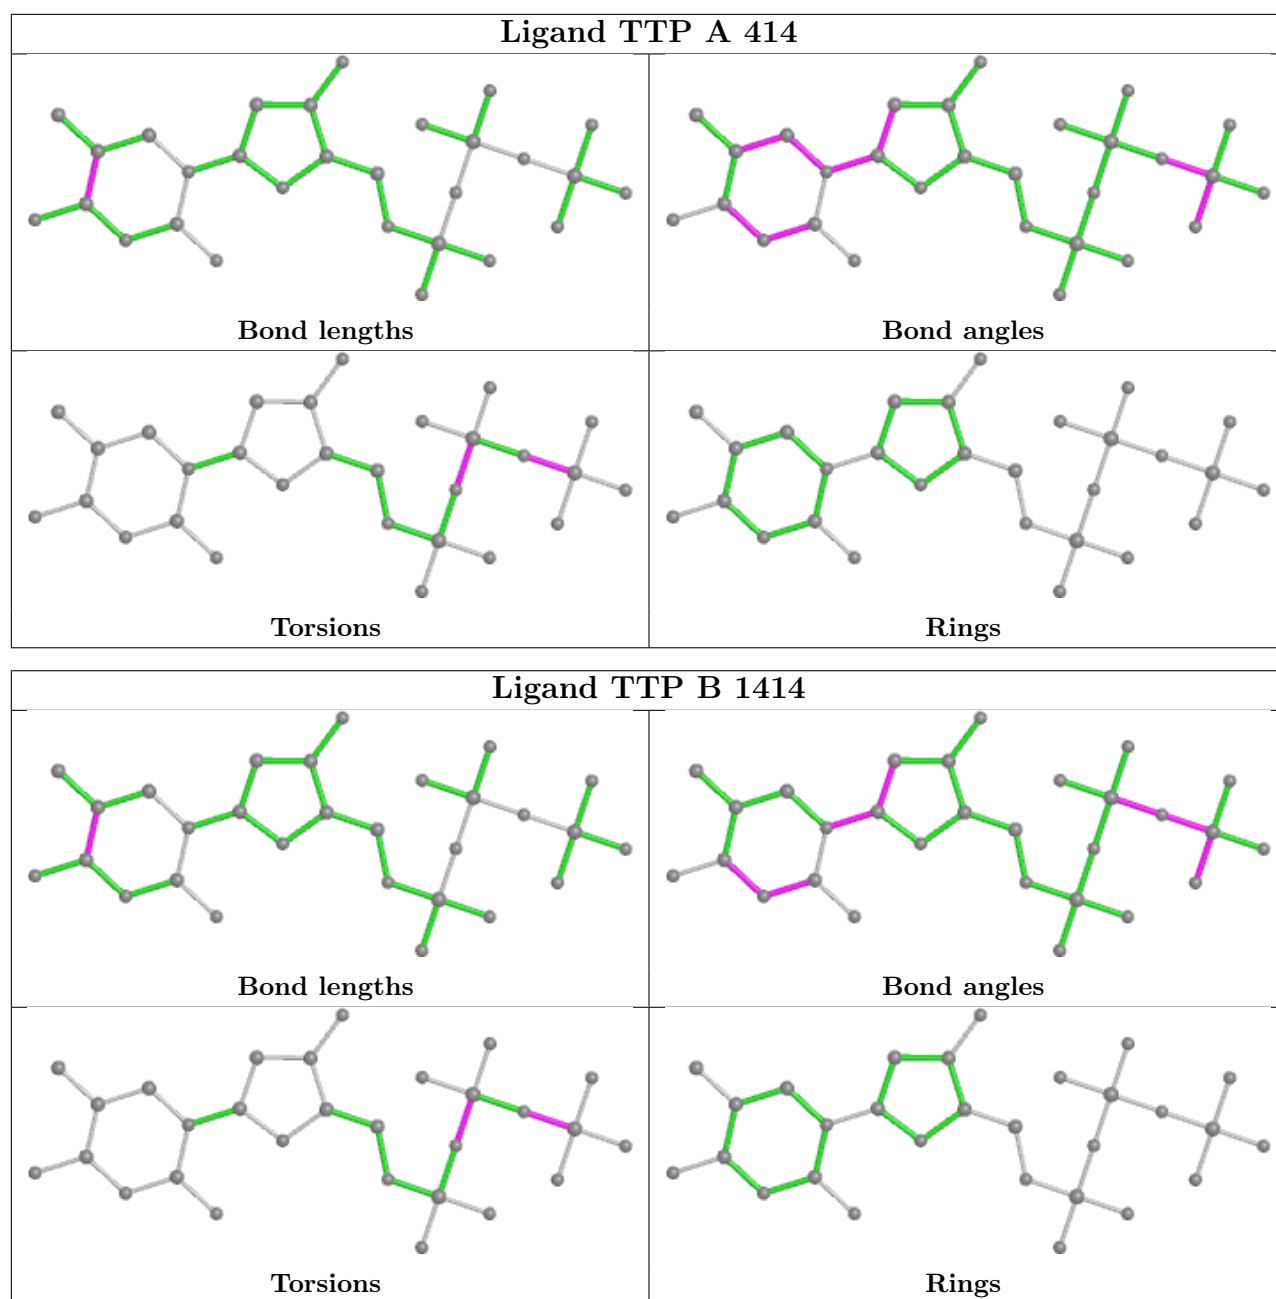 Ligand TTP A 414
Bond lengths
Bond angles
Torsions
Rings
Ligand TTP B 1414
Bond lengths
Bond angles
Torsions
Rings